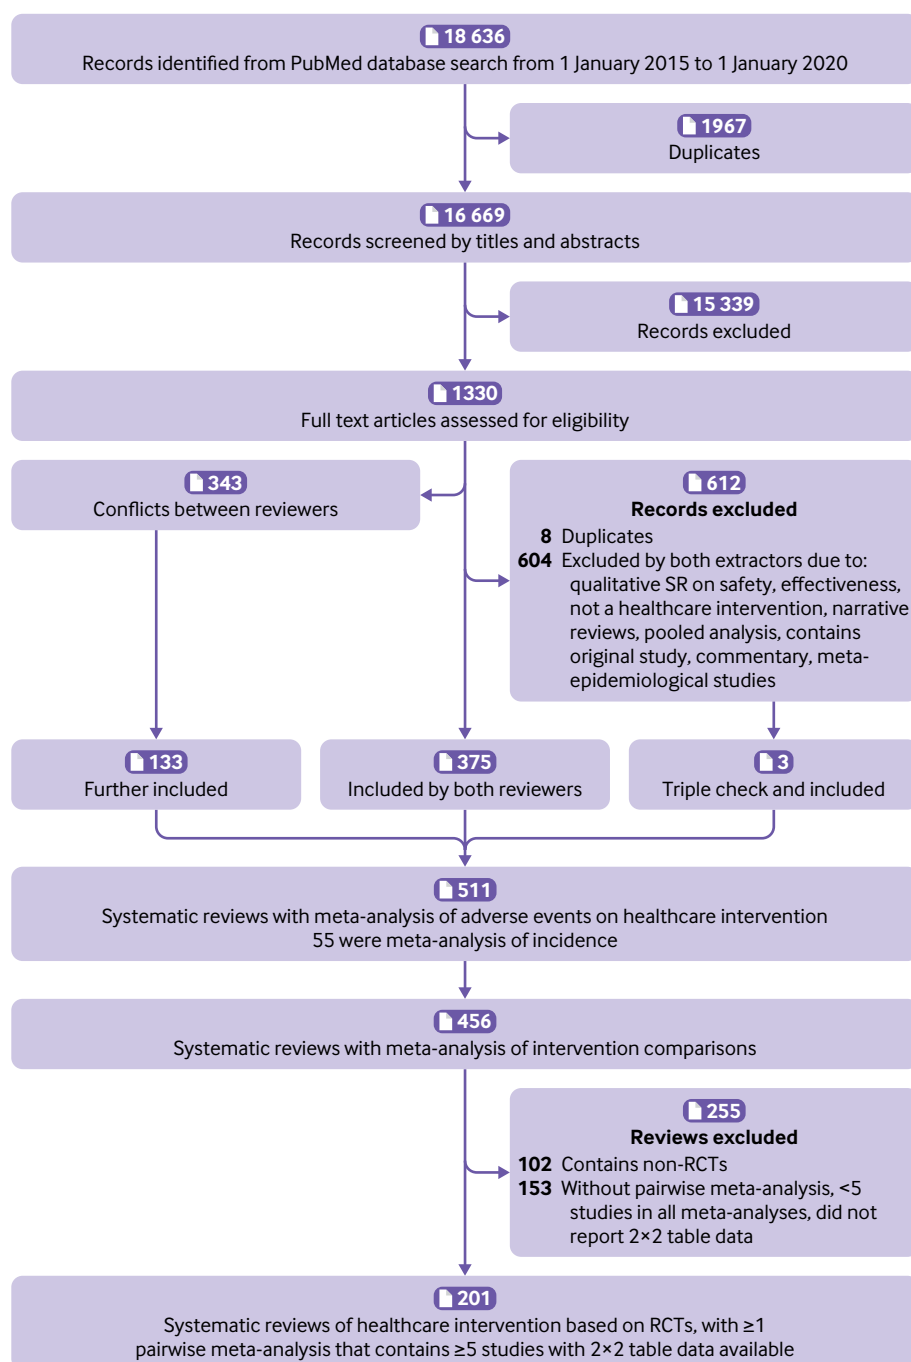 18 636
Records identified from PubMed database search from 1 January 2015 to 1 January 2020
1967
Duplicates
16 669
Records screened by titles and abstracts
15 339
Records excluded
1330
Full text articles assessed for eligibility
343
Conflicts between reviewers
612
Records excluded
8 Duplicates
604 Excluded by both extractors due to:
qualitative SR on safety, effectiveness,
not a healthcare intervention, narrative
reviews, pooled analysis, contains
original study, commentary, meta-
epidemiological studies
133
Further included
375
Included by both reviewers
3
Triple check and included
511
Systematic reviews with meta-analysis of adverse events on healthcare intervention
55 were meta-analysis of incidence
456
Systematic reviews with meta-analysis of intervention comparisons
255
Reviews excluded
102 Contains non-RCTs
153 Without pairwise meta-analysis, <5
studies in all meta-analyses, did not
report 2×2 table data
201
Systematic reviews of healthcare intervention based on RCTs, with ≥1
pairwise meta-analysis that contains ≥5 studies with 2×2 table data available